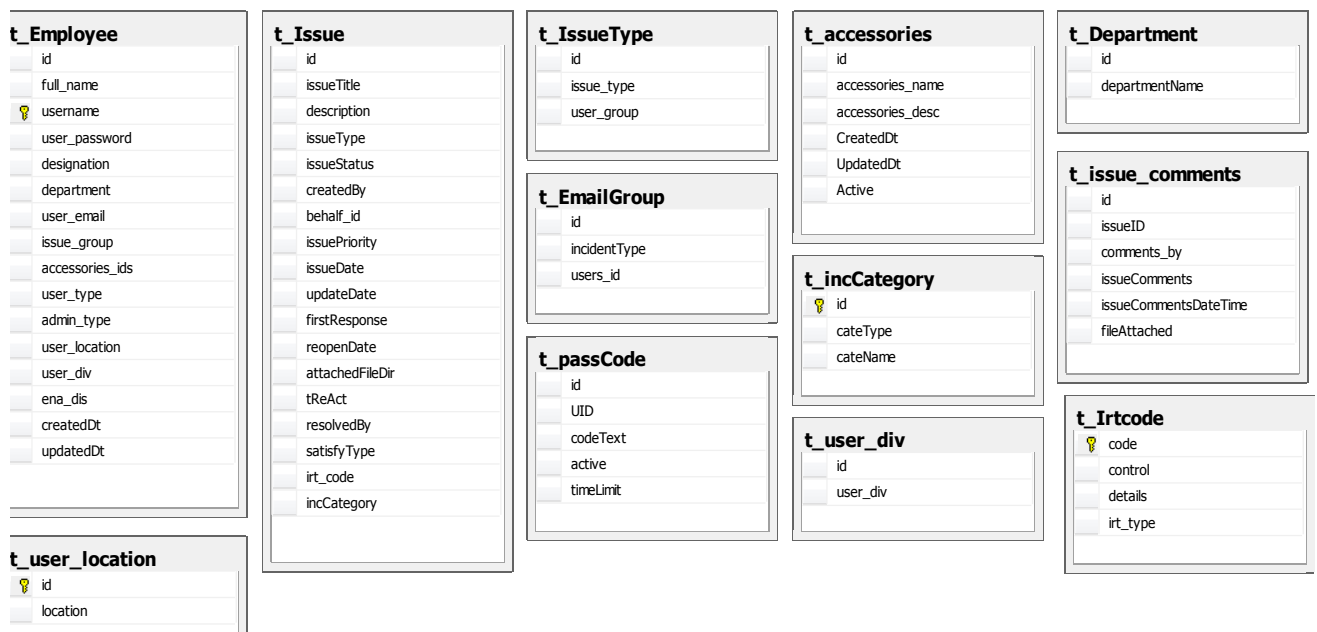 t_Employee
id
full_name
username
user_password
designation
department
user_email
issue_group
accessories_ids
user_type
admin_type
user_location
user_div
ena_dis
createdDt
updatedDt
t_user_location
id
location
t_Issue
id
issueTitle
description
issueType
issueStatus
createdBy
behalf_id
issuePriority
issueDate
updateDate
firstResponse
reopenDate
attachedFileDir
tReAct
resolvedBy
satisfyType
irt_code
incCategory
t_IssueType
id
issue_type
user_group
t_EmailGroup
id
incidentType
users_id
t_passCode
id
UID
codeText
active
timeLimit
t_accessories
id
accessories_name
accessories_desc
CreatedDt
UpdatedDt
Active
t_incCategory
id
cateType
cateName
t_user_div
id
user_div
t_Department
id
departmentName
t_issue_comments
id
issueID
comments_by
issueComments
issueCommentsDateTime
fileAttached
t_Irtcode
code
control
details
irt_type